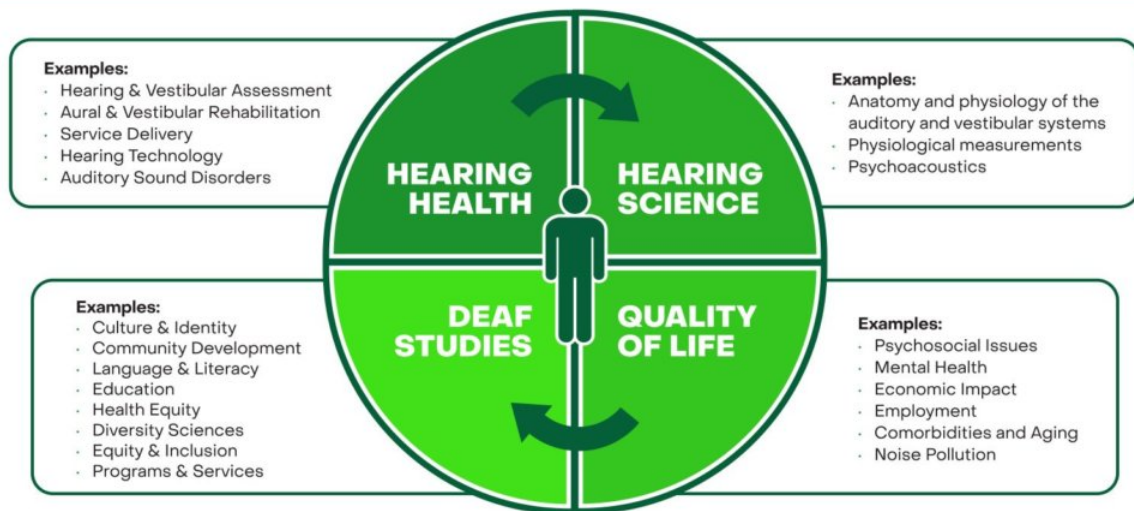 Examples:
· Hearing & Vestibular Assessment
· Aural & Vestibular Rehabilitation
· Service Delivery
· Hearing Technology
· Auditory Sound Disorders
HEARING
HEALTH
HEARING
SCIENCE
Examples:
· Anatomy and physiology of the
auditory and vestibular systems
· Physiological measurements
· Psychoacoustics
Examples:
· Culture & Identity
· Community Development
· Language & Literacy
· Education
· Health Equity
· Diversity Sciences
· Equity & Inclusion
· Programs & Services
DEAF
STUDIES
QUALITY
OF LIFE
Examples:
· Psychosocial Issues
· Mental Health
· Economic Impact
· Employment
· Comorbidities and Aging
· Noise Pollution